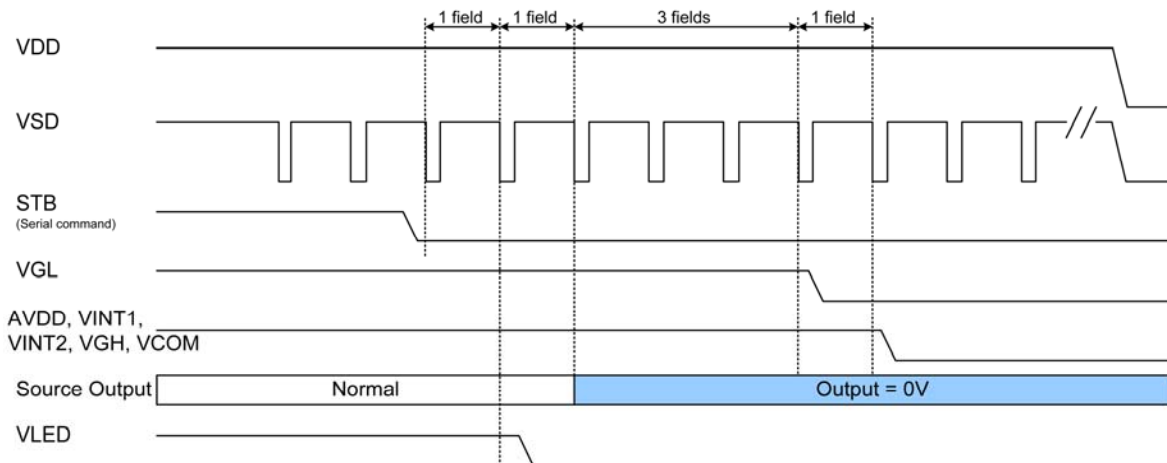 1 field 1 field 3 fields 1 field
VDD
VSD
STB
(Serial command)
VGL
AVDD, VINT1,
VINT2, VGH, VCOM
Source Output Normal Output = 0V
VLED